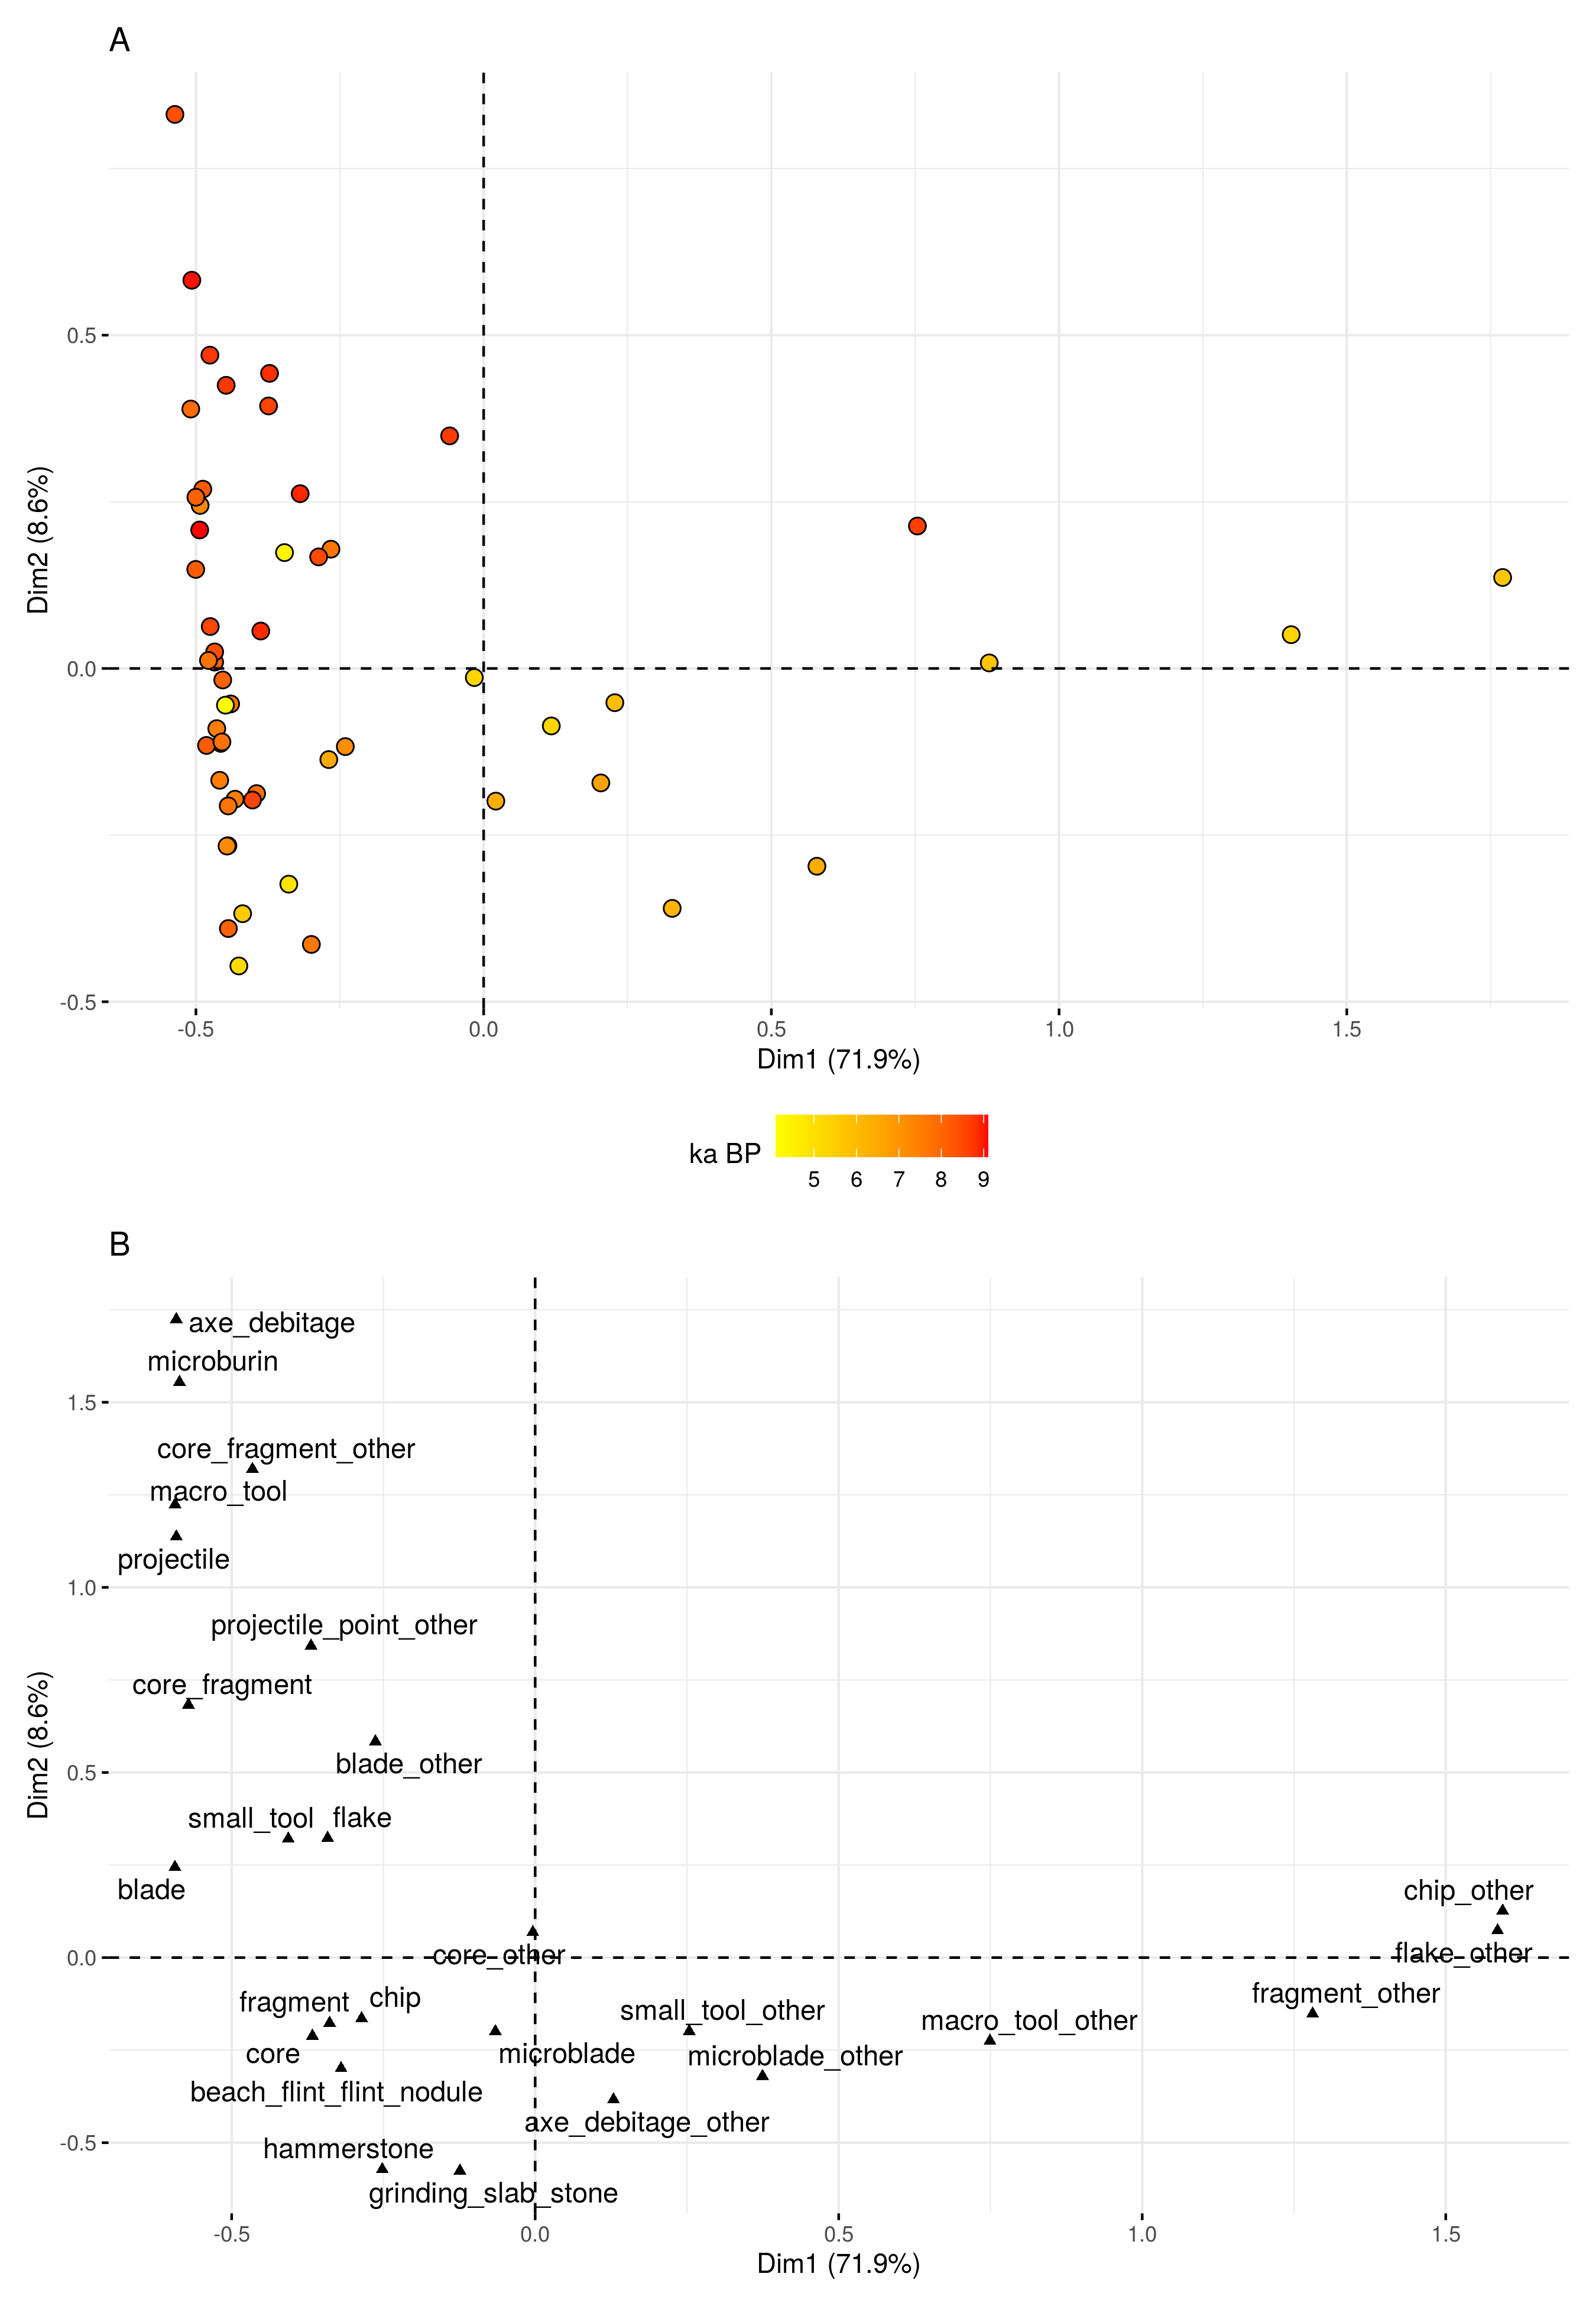 A
0.5
0.0
-0.5
Dim2 (8.6%)
-0.5 0.0 0.5 1.0 1.5
Dim1 (71.9%)
ka BP
5 6 7 8 9
B
axe_debitage
microburin
1.5
core_fragment_other
macro_tool
projectile
1.0
projectile_point_other
core_fragment
blade_other
0.5
small_tool flake
blade
chip_other
0.0
core_other
flake_other
fragment chip
small_tool_other
macro_tool_other
fragment_other
core
microblade
microblade_other
beach_flint_flint_nodule
axe_debitage_other
-0.5
hammerstone
grinding_slab_stone
Dim2 (8.6%)
-0.5 0.0 0.5 1.0 1.5
Dim1 (71.9%)